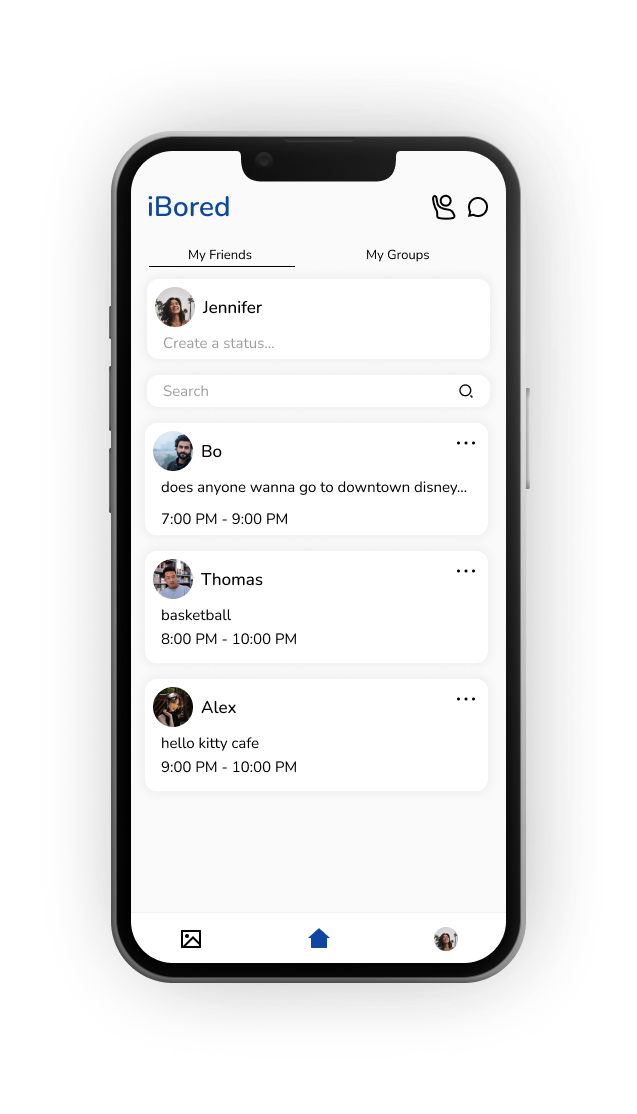 iBored
My Friends
My Groups
Jennifer
Create a status...
Search
Bo
does anyone wanna go to downtown disney...
7:00 PM - 9:00 PM
Thomas
basketball
8:00 PM - 10:00 PM
Alex
hello kitty cafe
9:00 PM - 10:00 PM